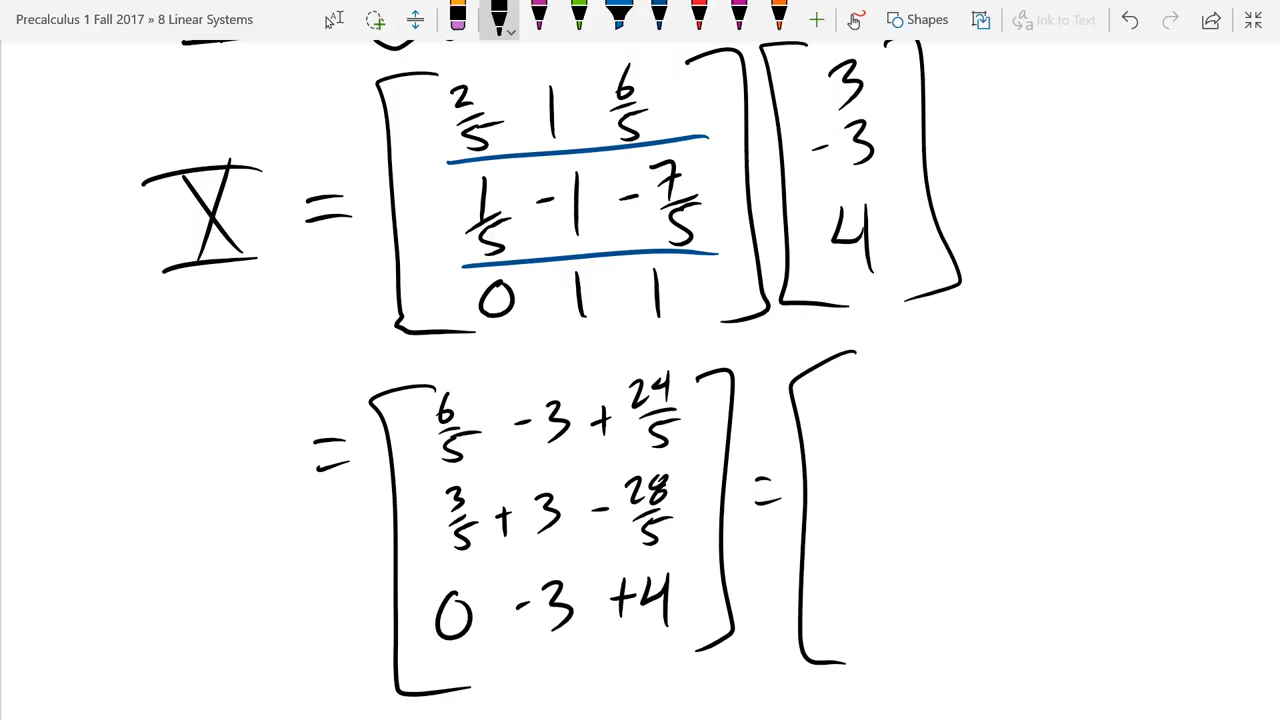 Precalculus 1 Fall 2017 » 8 Linear Systems Shapes Ink to Text
2/5 1 6/5 3
1/5 -1 -7/5 -3
X =
0 1 1 4
= 6/5 - 3 + 24/5
3/5 + 3 - 28/5 =
0 -3 +4